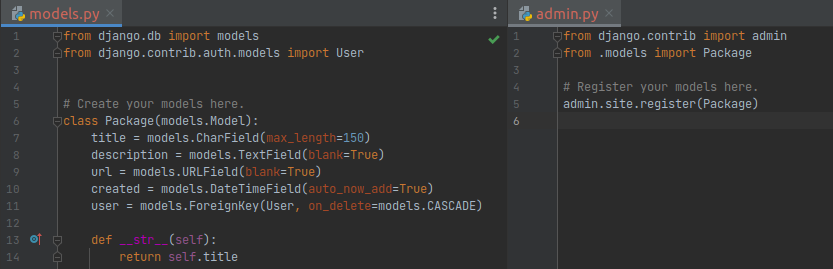 models.py
1 from django.db import models
2 from django.contrib.auth.models import User
3
4
5 # Create your models here.
6 class Package(models.Model):
7     title = models.CharField(max_length=150)
8     description = models.TextField(blank=True)
9     url = models.URLField(blank=True)
10     created = models.DateTimeField(auto_now_add=True)
11     user = models.ForeignKey(User, on_delete=models.CASCADE)
12
13     def __str__(self):
14         return self.title
admin.py
1 from django.contrib import admin
2 from .models import Package
3
4 # Register your models here.
5 admin.site.register(Package)
6